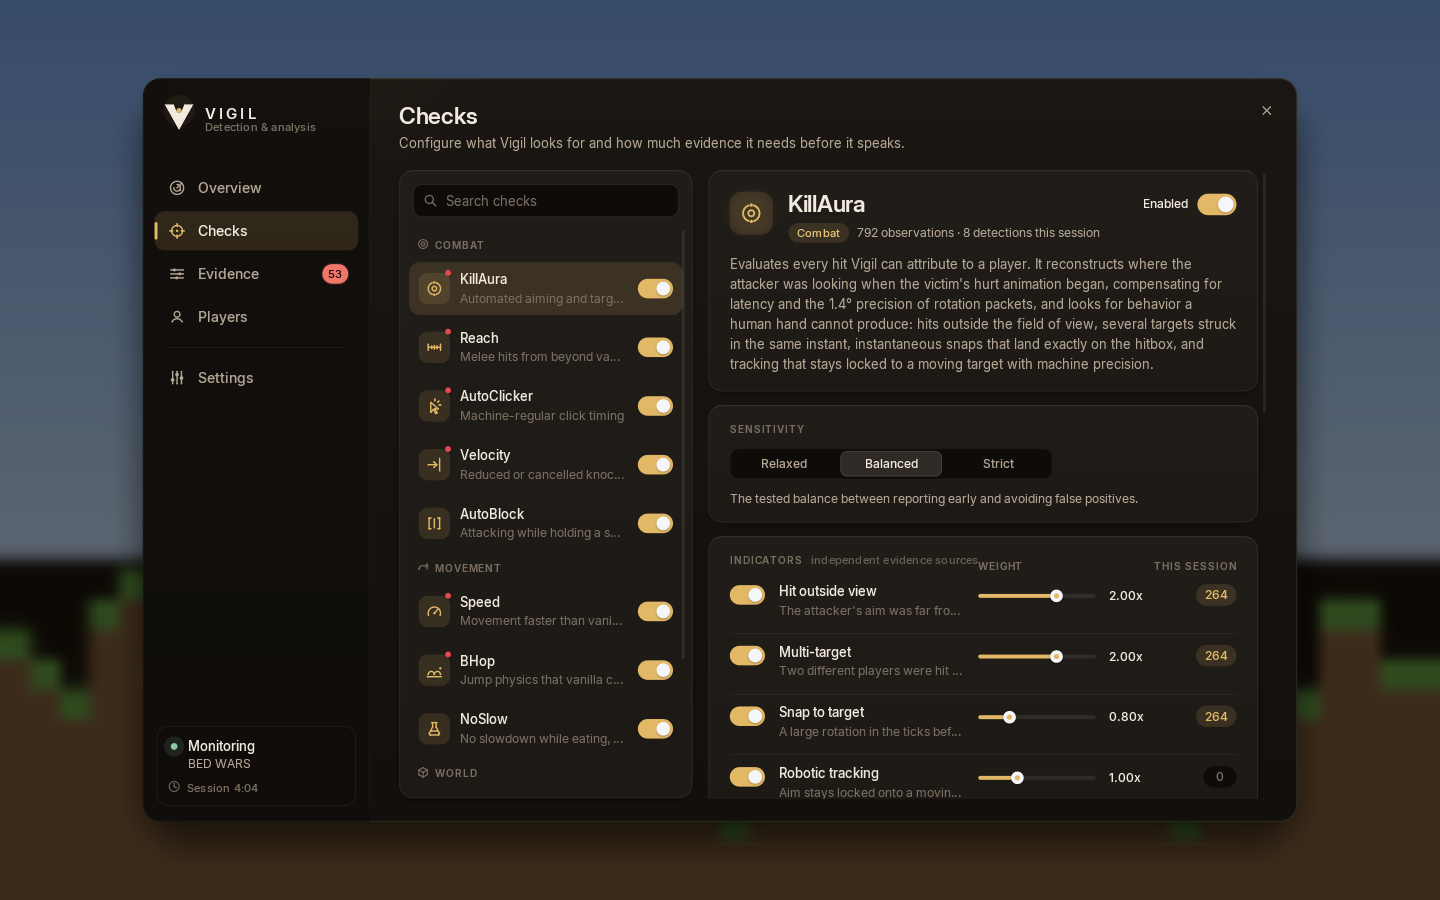 VIGIL
Detection & analysis
Overview
Checks
Evidence 53
Players
Settings
Monitoring
BED WARS
Session 4:04
Checks
Configure what Vigil looks for and how much evidence it needs before it speaks.
Search checks
COMBAT
KillAura
Automated aiming and targ...
Reach
Melee hits from beyond va...
AutoClicker
Machine-regular click timing
Velocity
Reduced or cancelled knoc...
AutoBlock
Attacking while holding a s...
MOVEMENT
Speed
Movement faster than vani...
BHop
Jump physics that vanilla c...
NoSlow
No slowdown while eating, ...
WORLD
KillAura
Enabled
Combat 792 observations · 8 detections this session
Evaluates every hit Vigil can attribute to a player. It reconstructs where the
attacker was looking when the victim's hurt animation began, compensating for
latency and the 1.4° precision of rotation packets, and looks for behavior a
human hand cannot produce: hits outside the field of view, several targets struck
in the same instant, instantaneous snaps that land exactly on the hitbox, and
tracking that stays locked to a moving target with machine precision.
SENSITIVITY
Relaxed Balanced Strict
The tested balance between reporting early and avoiding false positives.
INDICATORS independent evidence sources WEIGHT THIS SESSION
Hit outside view 2.00x 264
The attacker's aim was far fro...
Multi-target 2.00x 264
Two different players were hit ...
Snap to target 0.80x 264
A large rotation in the ticks bef...
Robotic tracking 1.00x 0
Aim stays locked onto a movin...